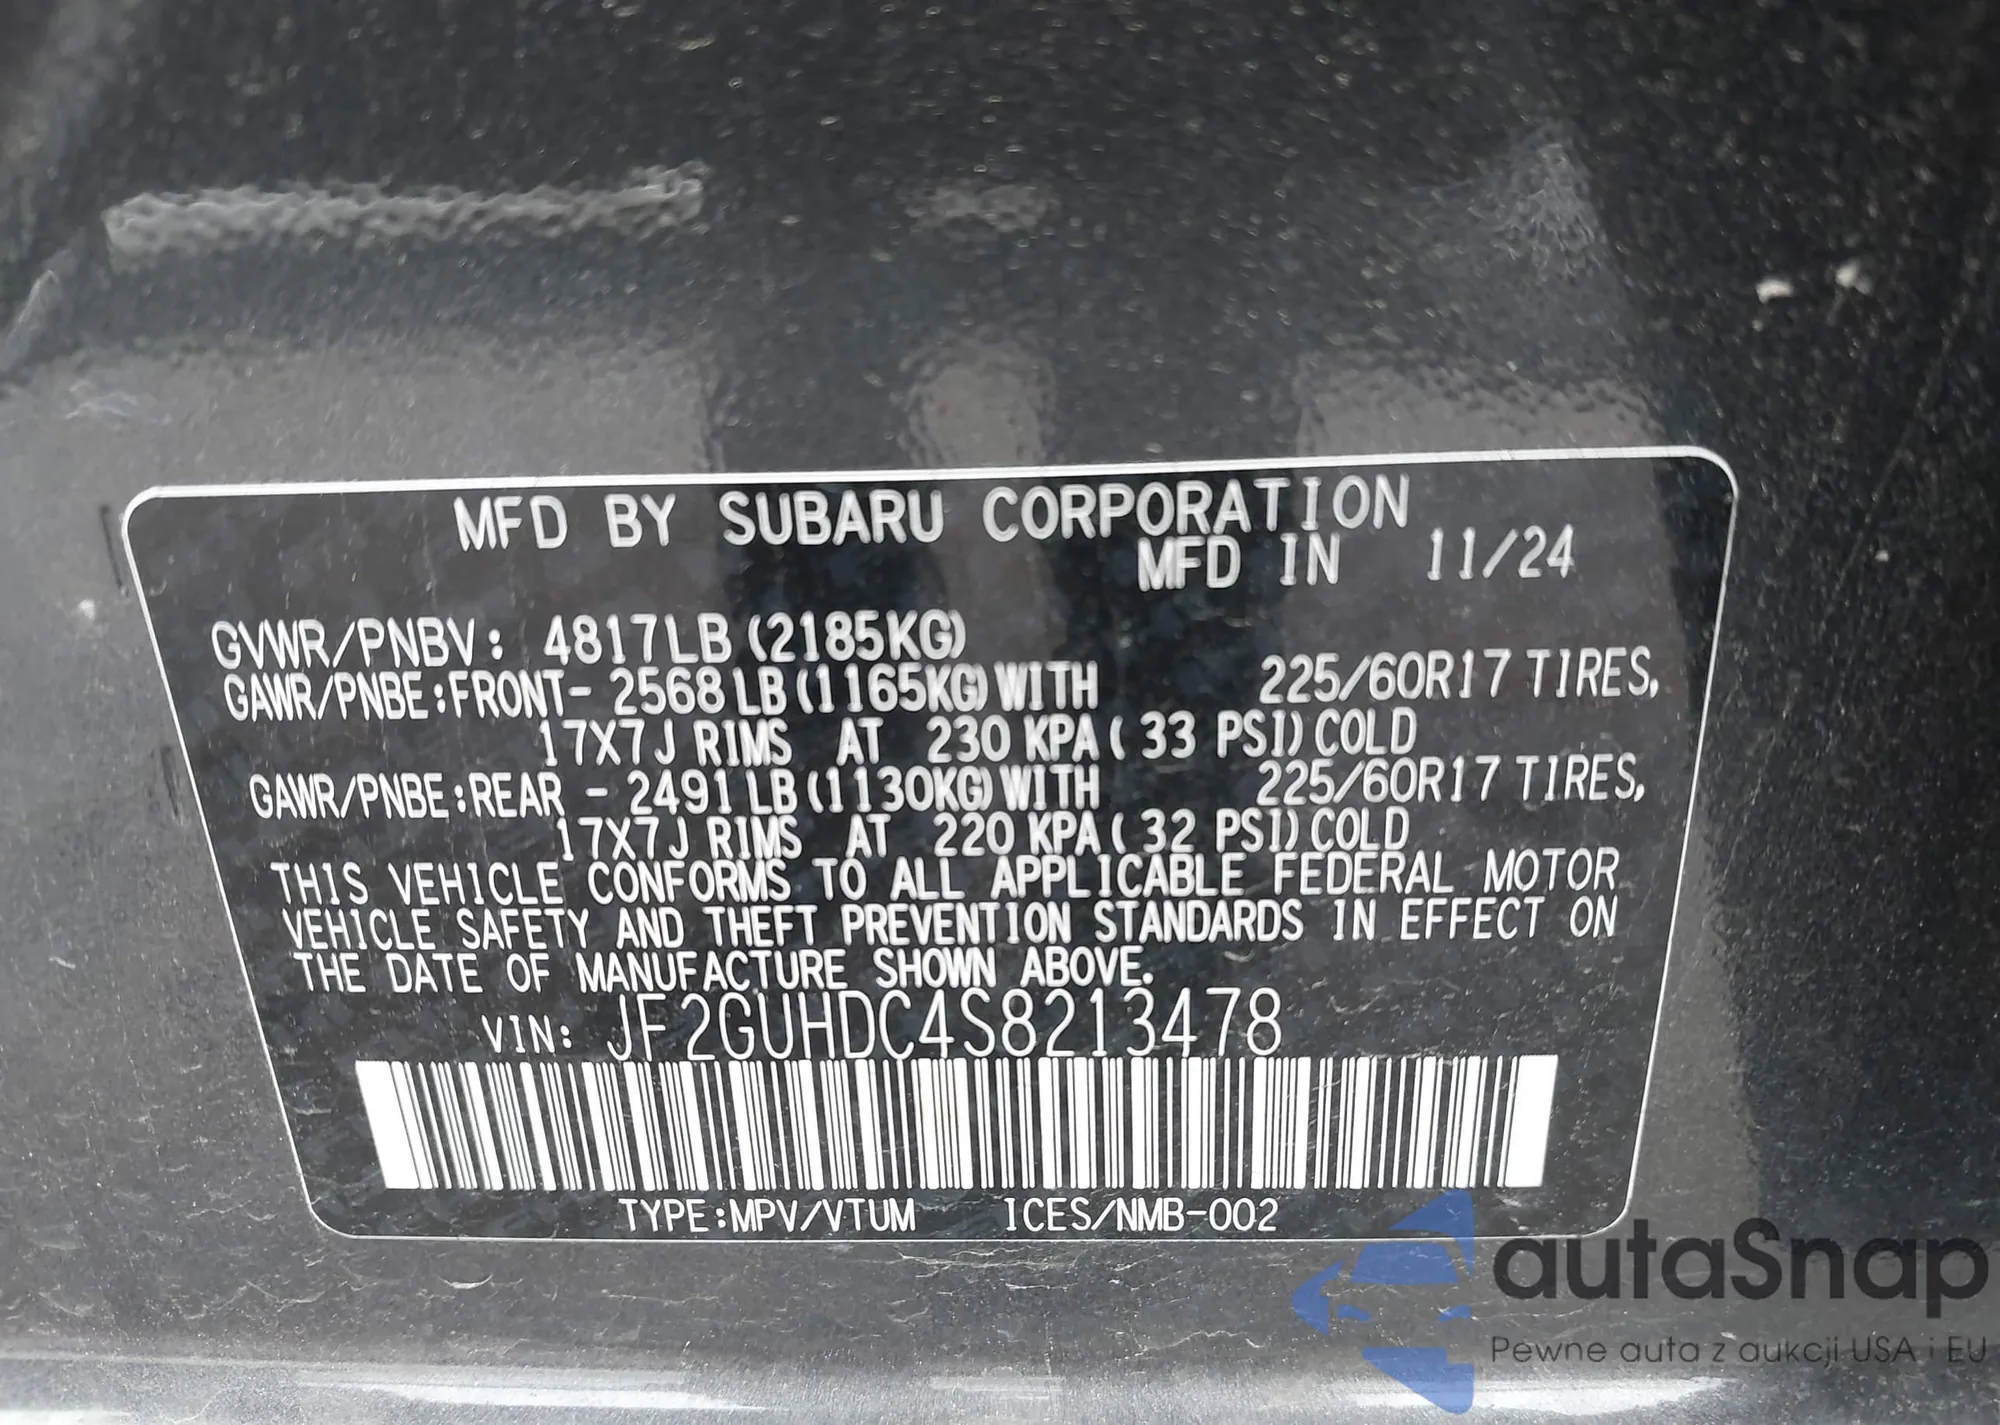 MFD BY SUBARU CORPORATION
MFD IN 11/24
GVWR/PNBV: 4817LB (2185KG)
GAWR/PNBE:FRONT- 2568LB(1165KG)WITH 225/60R17 TIRES,
17X7J RIMS AT 230 KPA( 33 PSI)COLD
GAWR/PNBE:REAR - 2491LB(1130KG)WITH 225/60R17 TIRES,
17X7J RIMS AT 220 KPA( 32 PSI)COLD
THIS VEHICLE CONFORMS TO ALL APPLICABLE FEDERAL MOTOR
VEHICLE SAFETY AND THEFT PREVENTION STANDARDS IN EFFECT ON
THE DATE OF MANUFACTURE SHOWN ABOVE.
VIN: JF2GUHDC4S8213478
TYPE:MPV/VTUM ICES/NMB-002
autaSnap
Pewne auta z aukcji USA i EU